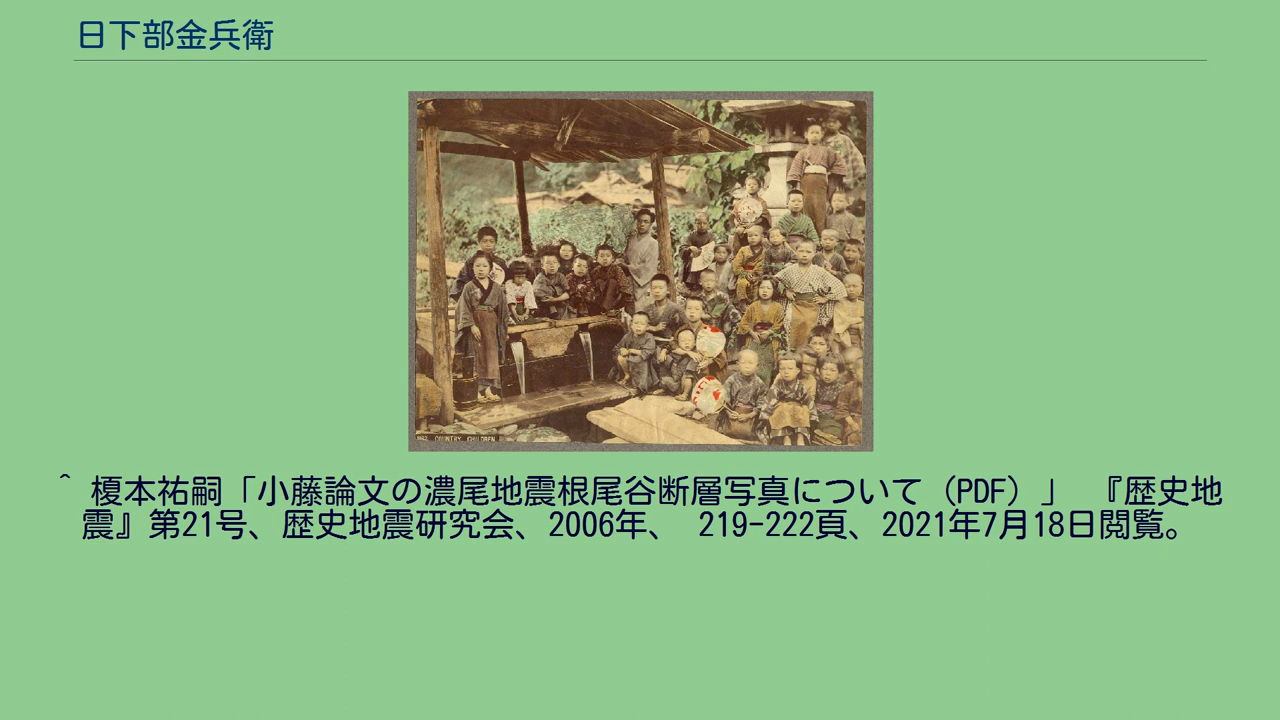 日下部金兵衛
COUNTRY CHILDREN
^ 榎本祐嗣「小藤論文の濃尾地震根尾谷断層写真について（PDF）」 『歴史地
震』第21号、歴史地震研究会、2006年、 219-222頁、2021年7月18日閲覧。